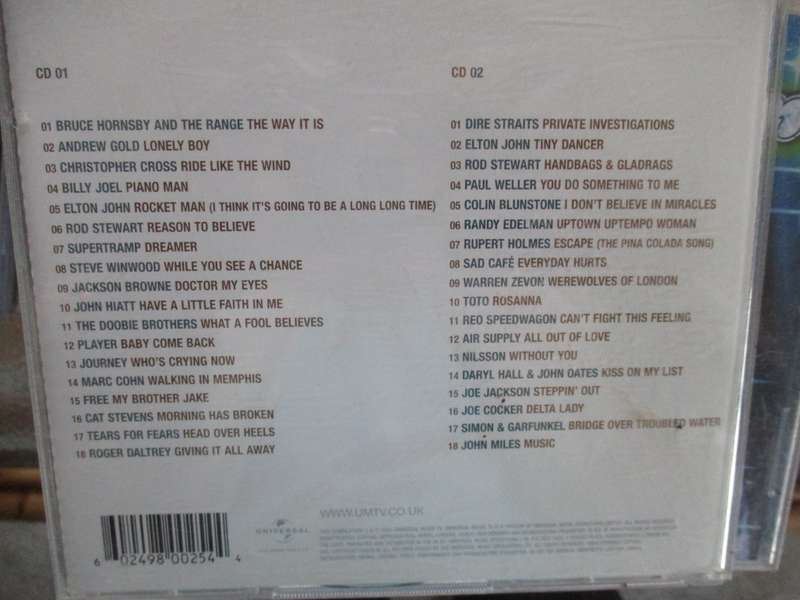 CD 01
01 BRUCE HORNSBY AND THE RANGE THE WAY IT IS
02 ANDREW GOLD LONELY BOY
03 CHRISTOPHER CROSS RIDE LIKE THE WIND
04 BILLY JOEL PIANO MAN
05 ELTON JOHN ROCKET MAN (I THINK IT'S GOING TO BE A LONG LONG TIME)
06 ROD STEWART REASON TO BELIEVE
07 SUPERTRAMP DREAMER
08 STEVE WINWOOD WHILE YOU SEE A CHANCE
09 JACKSON BROWNE DOCTOR MY EYES
10 JOHN HIATT HAVE A LITTLE FAITH IN ME
11 THE DOOBIE BROTHERS WHAT A FOOL BELIEVES
12 PLAYER BABY COME BACK
13 JOURNEY WHO'S CRYING NOW
14 MARC COHN WALKING IN MEMPHIS
15 FREE MY BROTHER JAKE
16 CAT STEVENS MORNING HAS BROKEN
17 TEARS FOR FEARS HEAD OVER HEELS
18 ROGER DALTREY GIVING IT ALL AWAY
CD 02
01 DIRE STRAITS PRIVATE INVESTIGATIONS
02 ELTON JOHN TINY DANCER
03 ROD STEWART HANDBAGS & GLADRAGS
04 PAUL WELLER YOU DO SOMETHING TO ME
05 COLIN BLUNSTONE I DON'T BELIEVE IN MIRACLES
06 RANDY EDELMAN UPTOWN UPTEMPO WOMAN
07 RUPERT HOLMES ESCAPE (THE PINA COLADA SONG)
08 SAD CAFÉ EVERYDAY HURTS
09 WARREN ZEVON WEREWOLVES OF LONDON
10 TOTO ROSANNA
11 REO SPEEDWAGON CAN'T FIGHT THIS FEELING
12 AIR SUPPLY ALL OUT OF LOVE
13 NILSSON WITHOUT YOU
14 DARYL HALL & JOHN OATES KISS ON MY LIST
15 JOE JACKSON STEPPIN' OUT
16 JOE COCKER DELTA LADY
17 SIMON & GARFUNKEL BRIDGE OVER TROUBLED WATER
18 JOHN MILES MUSIC
WWW.UMTV.CO.UK
UNIVERSAL
6 02498 00254 4